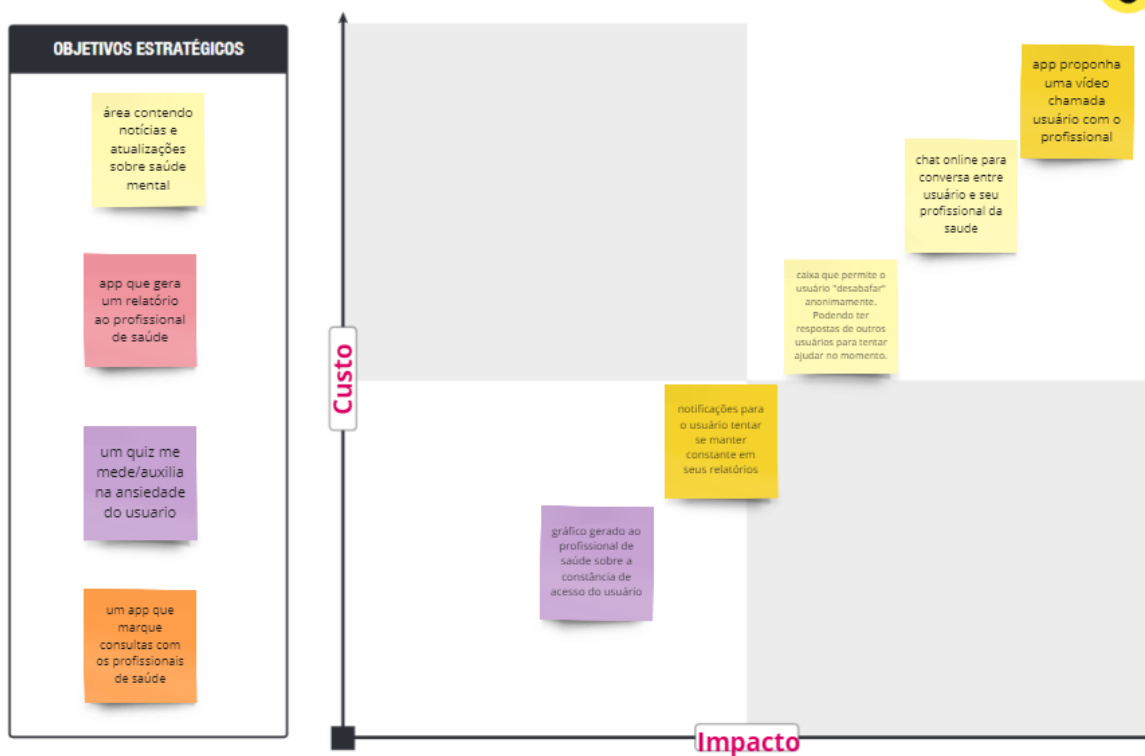 OBJETIVOS ESTRATÉGICOS
área contendo
notícias e
atualizações
sobre saúde
mental
app que gera
um relatório
ao profissional
de saúde
um quiz me
mede/auxilia
na ansiedade
do usuario
um app que
marque
consultas com
os profissionais
de saúde
Custo
app proponha
uma vídeo
chamada
usuário com o
profissional
chat online para
conversa entre
usuário e seu
profissional da
saude
caixa que permite o
usuário "desabafar"
anonimamente.
Podendo ter
respostas de outros
usuários para tentar
ajudar no momento.
notificações para
o usuário tentar
se manter
constante em
seus relatórios
gráfico gerado ao
profissional de
saúde sobre a
constância de
acesso do usuário
Impacto